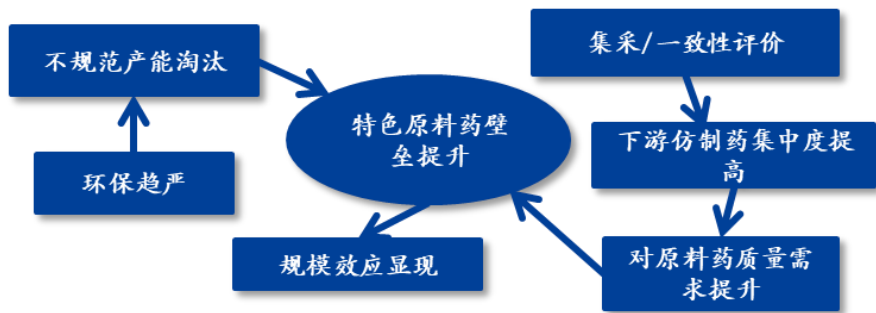 不规范产能淘汰
集采/一致性评价
特色原料药壁
垒提升
下游仿制药集中度提
高
环保趋严
规模效应显现
对原料药质量需
求提升